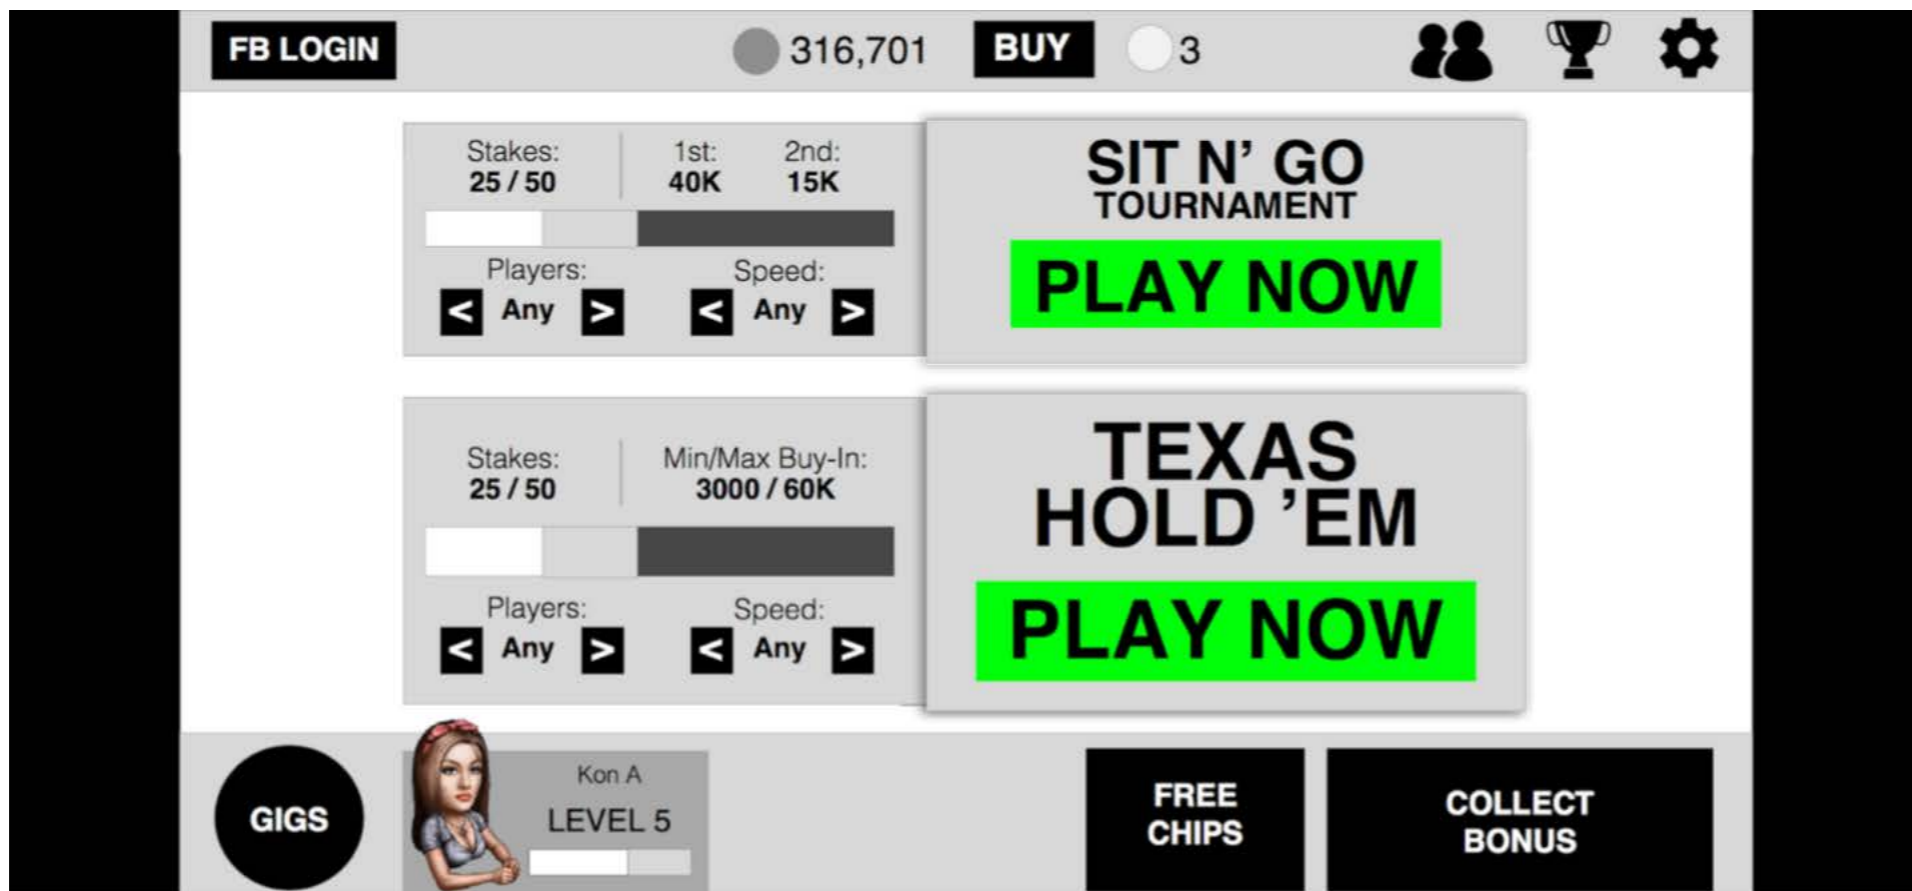 FB LOGIN
316,701
BUY
3
Stakes:
25 / 50
1st:
40K
2nd:
15K
Players:
< Any >
Speed:
< Any >
SIT N’ GO
TOURNAMENT
PLAY NOW
Stakes:
25 / 50
Min/Max Buy-In:
3000 / 60K
Players:
< Any >
Speed:
< Any >
TEXAS
HOLD ’EM
PLAY NOW
GIGS
Kon A
LEVEL 5
FREE
CHIPS
COLLECT
BONUS